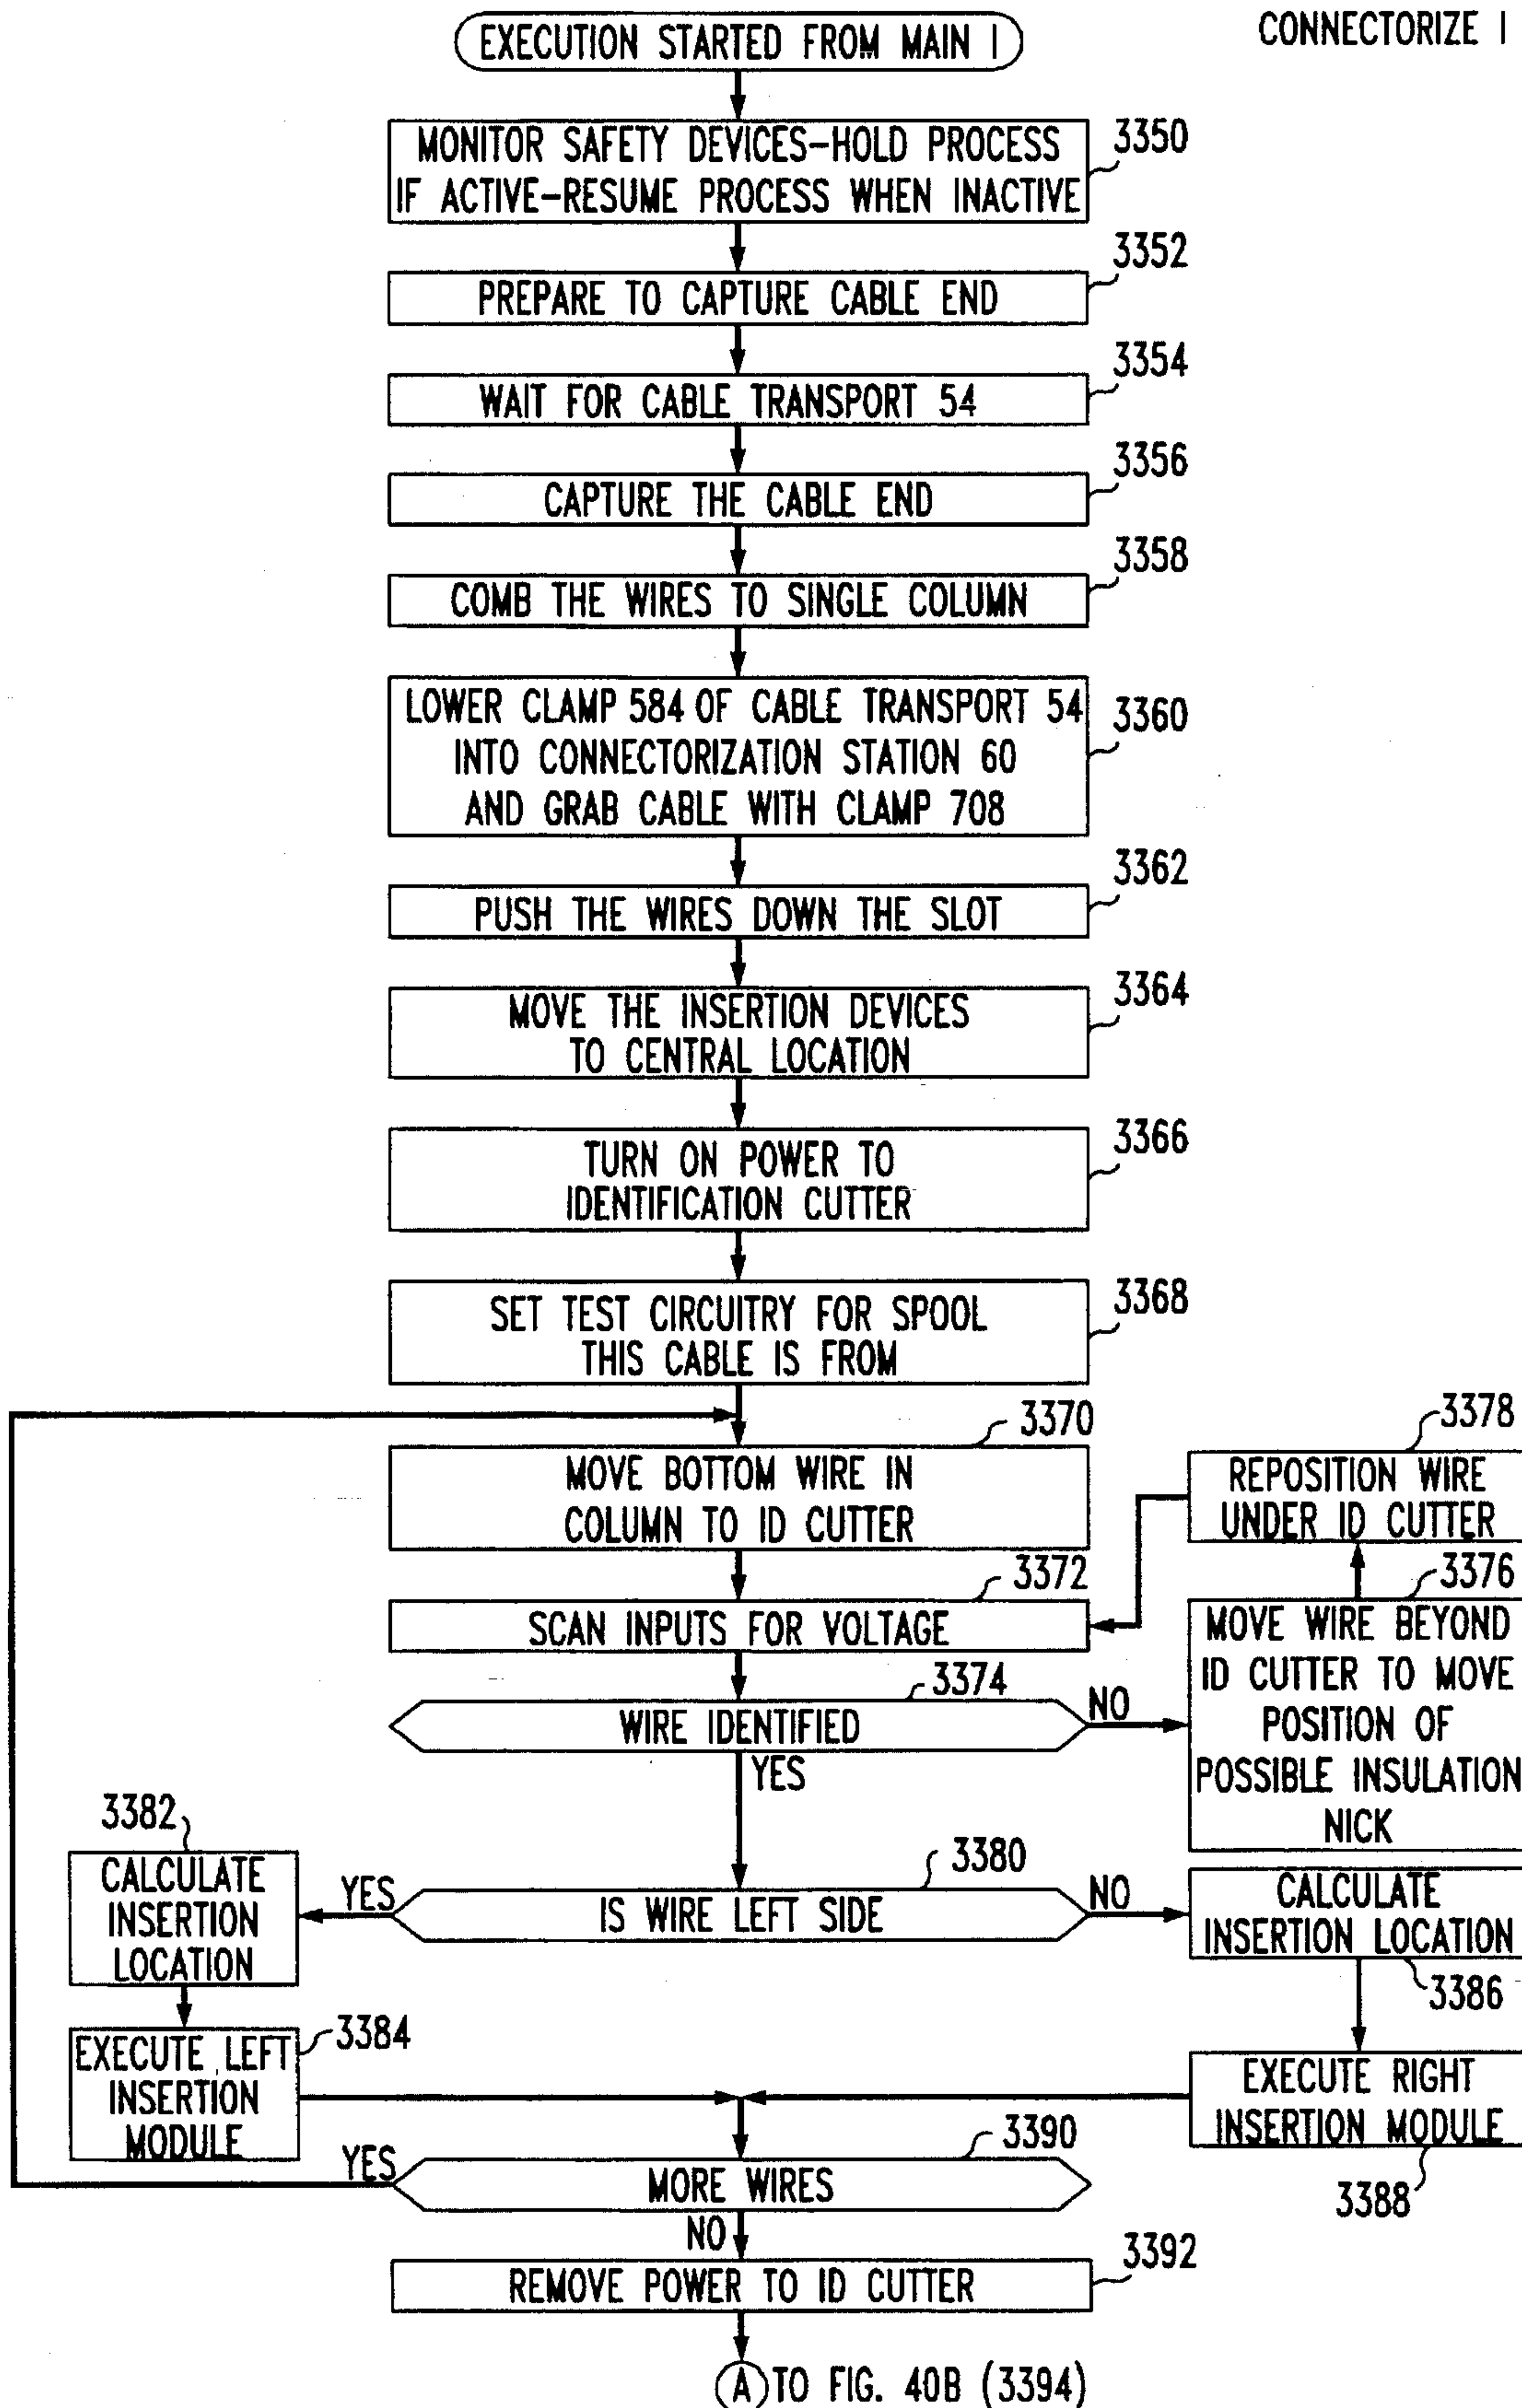 CONNECTORIZE I
EXECUTION STARTED FROM MAIN I
MONITOR SAFETY DEVICES-HOLD PROCESS
IF ACTIVE-RESUME PROCESS WHEN INACTIVE
3350
PREPARE TO CAPTURE CABLE END
3352
WAIT FOR CABLE TRANSPORT 54
3354
CAPTURE THE CABLE END
3356
COMB THE WIRES TO SINGLE COLUMN
3358
LOWER CLAMP 584 OF CABLE TRANSPORT 54
INTO CONNECTORIZATION STATION 60
AND GRAB CABLE WITH CLAMP 708
3360
PUSH THE WIRES DOWN THE SLOT
3362
MOVE THE INSERTION DEVICES
TO CENTRAL LOCATION
3364
TURN ON POWER TO
IDENTIFICATION CUTTER
3366
SET TEST CIRCUITRY FOR SPOOL
THIS CABLE IS FROM
3368
3370
MOVE BOTTOM WIRE IN
COLUMN TO ID CUTTER
3372
SCAN INPUTS FOR VOLTAGE
3374
WIRE IDENTIFIED
NO
YES
3378
REPOSITION WIRE
UNDER ID CUTTER
3376
MOVE WIRE BEYOND
ID CUTTER TO MOVE
POSITION OF
POSSIBLE INSULATION
NICK
3380
IS WIRE LEFT SIDE
YES
NO
3382
CALCULATE
INSERTION
LOCATION
3384
EXECUTE LEFT
INSERTION
MODULE
CALCULATE
INSERTION LOCATION
3386
EXECUTE RIGHT
INSERTION MODULE
3388
3390
MORE WIRES
YES
NO
3392
REMOVE POWER TO ID CUTTER
A TO FIG. 40B (3394)